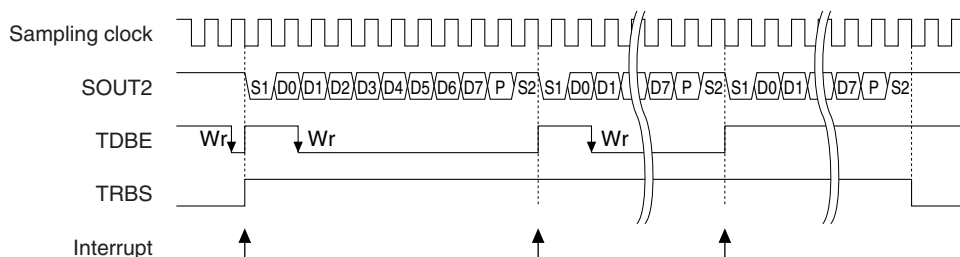 Sampling clock
SOUT2 S1 D0 D1 D2 D3 D4 D5 D6 D7 P S2 S1 D0 D1 D7 P S2 S1 D0 D1 D7 P S2
TDBE Wr Wr Wr
TRBS
Interrupt